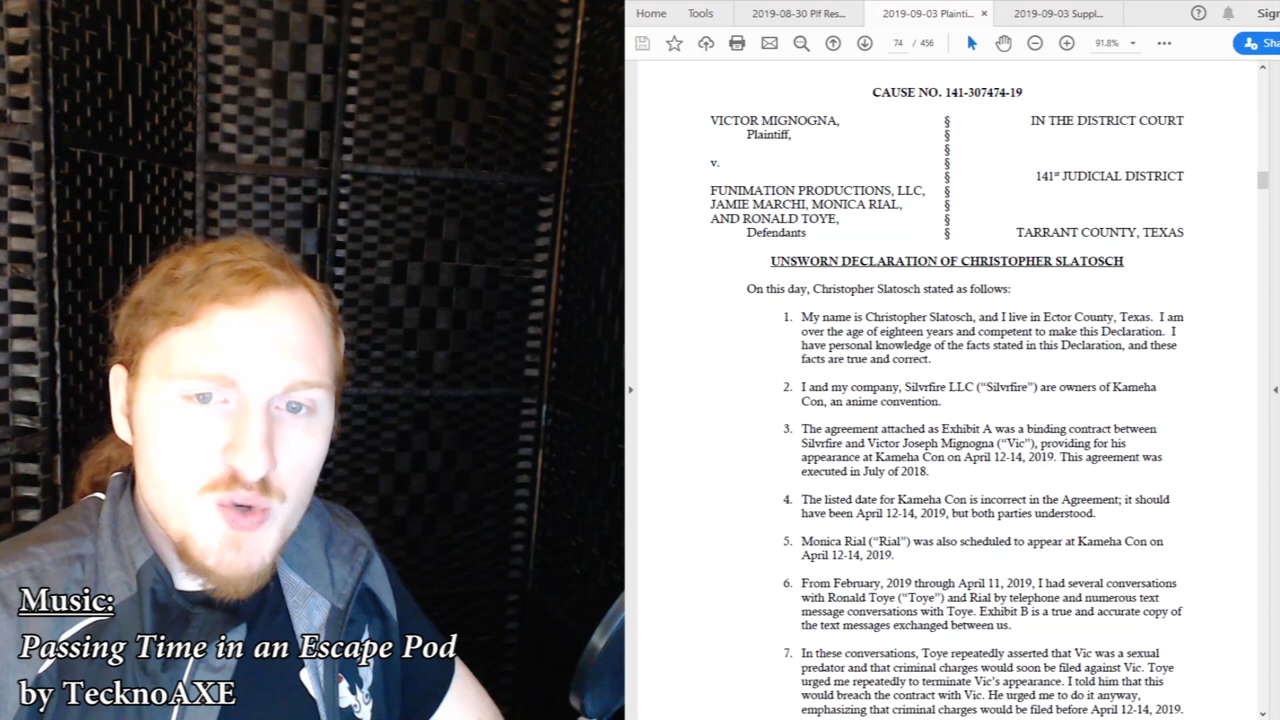 Home Tools 2019-08-30 Plf Res... 2019-09-03 Plainti... × 2019-09-03 Suppl... Sign
74 / 456 91.8% Sha
CAUSE NO. 141-307474-19
VICTOR MIGNOGNA, § IN THE DISTRICT COURT
Plaintiff, §
§
v. §
§ 141st JUDICIAL DISTRICT
FUNIMATION PRODUCTIONS, LLC, §
JAMIE MARCHI, MONICA RIAL, §
AND RONALD TOYE, §
Defendants § TARRANT COUNTY, TEXAS
UNSWORN DECLARATION OF CHRISTOPHER SLATOSCH
On this day, Christopher Slatosch stated as follows:
1. My name is Christopher Slatosch, and I live in Ector County, Texas. I am
over the age of eighteen years and competent to make this Declaration. I
have personal knowledge of the facts stated in this Declaration, and these
facts are true and correct.
2. I and my company, Silvrfire LLC (“Silvrfire”) are owners of Kameha
Con, an anime convention.
3. The agreement attached as Exhibit A was a binding contract between
Silvrfire and Victor Joseph Mignogna (“Vic”), providing for his
appearance at Kameha Con on April 12-14, 2019. This agreement was
executed in July of 2018.
4. The listed date for Kameha Con is incorrect in the Agreement; it should
have been April 12-14, 2019, but both parties understood.
5. Monica Rial (“Rial”) was also scheduled to appear at Kameha Con on
April 12-14, 2019.
6. From February, 2019 through April 11, 2019, I had several conversations
with Ronald Toye (“Toye”) and Rial by telephone and numerous text
message conversations with Toye. Exhibit B is a true and accurate copy of
the text messages exchanged between us.
7. In these conversations, Toye repeatedly asserted that Vic was a sexual
predator and that criminal charges would soon be filed against Vic. Toye
urged me repeatedly to terminate Vic’s appearance. I told him that this
would breach the contract with Vic. He urged me to do it anyway,
emphasizing that criminal charges would be filed before April 12-14, 2019.
Music:
Passing Time in an Escape Pod
by TecknoAXE